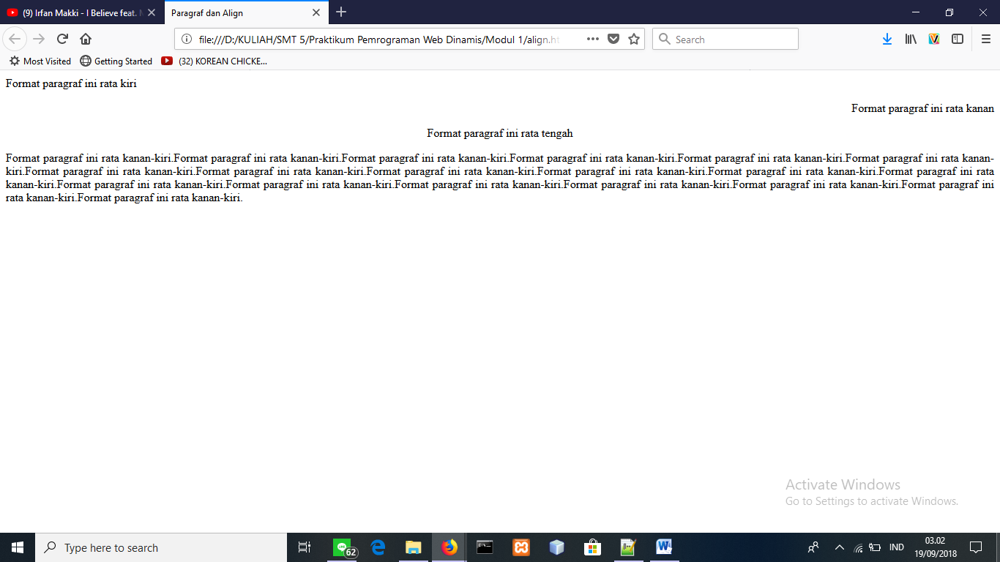 (9) Irfan Makki - I Believe feat.
Paragraf dan Align
file:///D:/KULIAH/SMT 5/Praktikum Pemrograman Web Dinamis/Modul 1/align.ht
Search
Most Visited
Getting Started
(32) KOREAN CHICKE...
Format paragraf ini rata kiri
Format paragraf ini rata kanan
Format paragraf ini rata tengah
Format paragraf ini rata kanan-kiri.Format paragraf ini rata kanan-kiri.Format paragraf ini rata kanan-kiri.Format paragraf ini rata kanan-kiri.Format paragraf ini rata kanan-kiri.Format paragraf ini rata kanan-
kiri.Format paragraf ini rata kanan-kiri.Format paragraf ini rata kanan-kiri.Format paragraf ini rata kanan-kiri.Format paragraf ini rata kanan-kiri.Format paragraf ini rata kanan-kiri.Format paragraf ini rata
kanan-kiri.Format paragraf ini rata kanan-kiri.Format paragraf ini rata kanan-kiri.Format paragraf ini rata kanan-kiri.Format paragraf ini rata kanan-kiri.Format paragraf ini rata kanan-kiri.Format paragraf ini
rata kanan-kiri.Format paragraf ini rata kanan-kiri.
Activate Windows
Go to Settings to activate Windows.
Type here to search
62
IND
03.02
19/09/2018